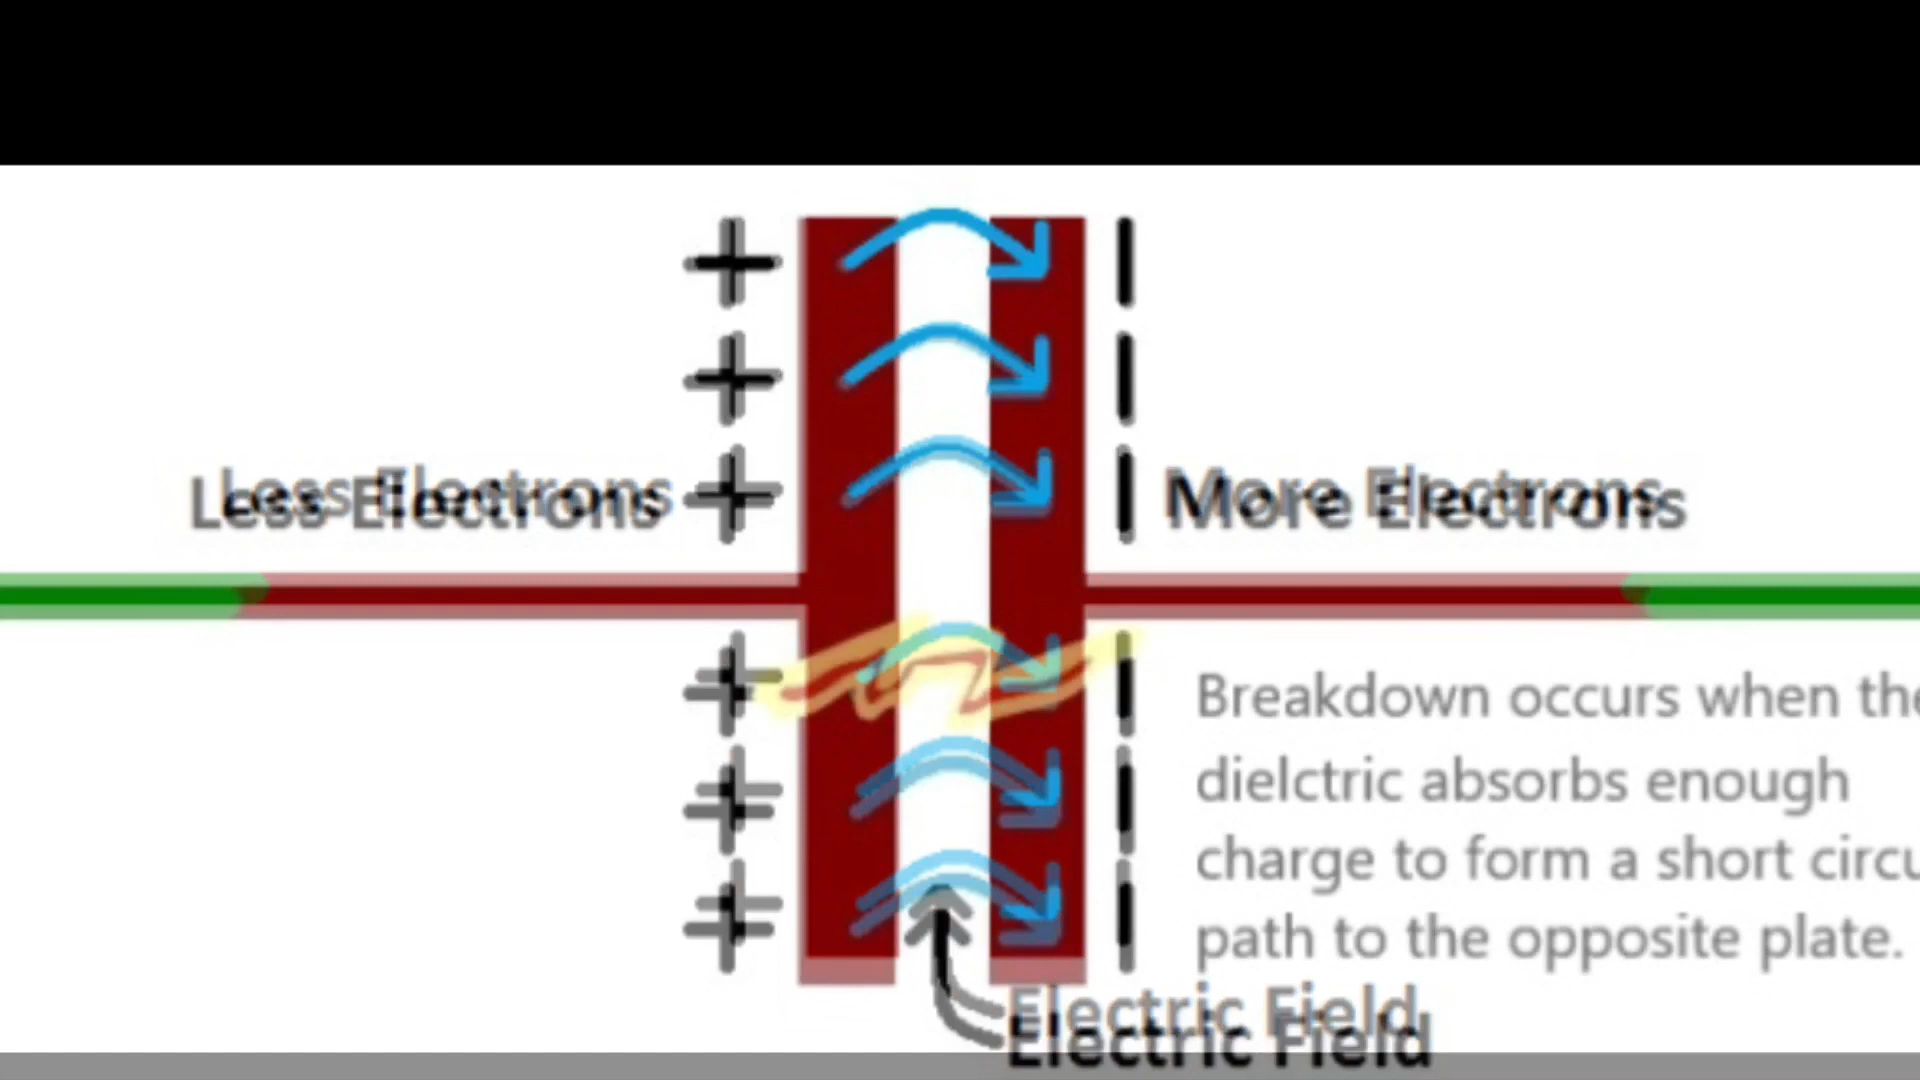 Less Electrons
More Electrons
Breakdown occurs when the
dielctric absorbs enough
charge to form a short circu
path to the opposite plate.
Electric Field